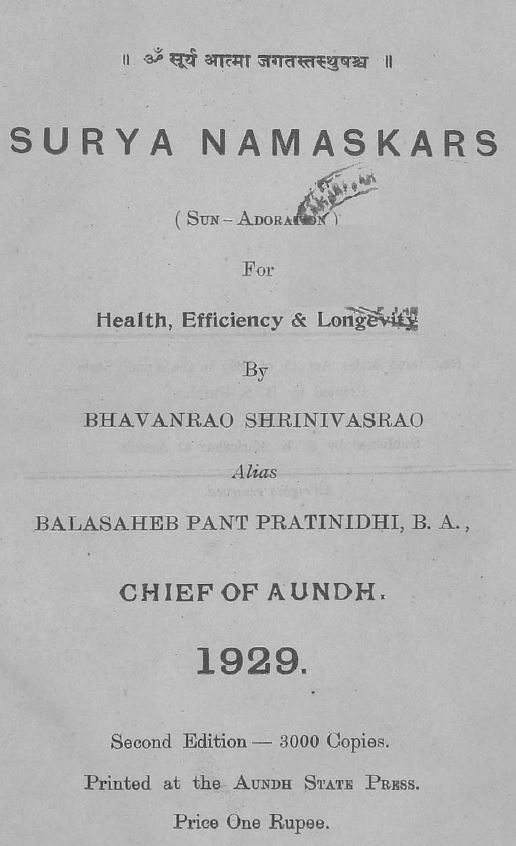 ॥ ॐ सूर्य आत्मा जगतस्तस्थुषश्च ॥
SURYA NAMASKARS
( SUN – ADORATION )
For
Health, Efficiency & Longevity
By
BHAVANRAO SHRINIVASRAO
Alias
BALASAHEB PANT PRATINIDHI, B. A.,
CHIEF OF AUNDH.
1929.
Second Edition — 3000 Copies.
Printed at the AUNDH STATE PRESS.
Price One Rupee.